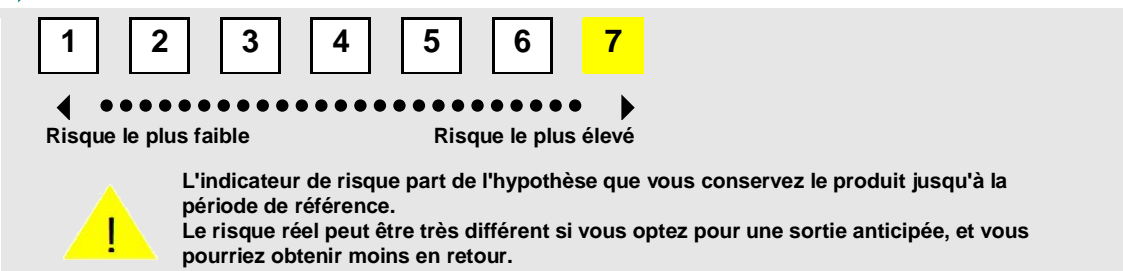 1 2 3 4 5 6 7
Risque le plus faible Risque le plus élevé
L'indicateur de risque part de l'hypothèse que vous conservez le produit jusqu'à la
période de référence.
Le risque réel peut être très différent si vous optez pour une sortie anticipée, et vous
! pourriez obtenir moins en retour.